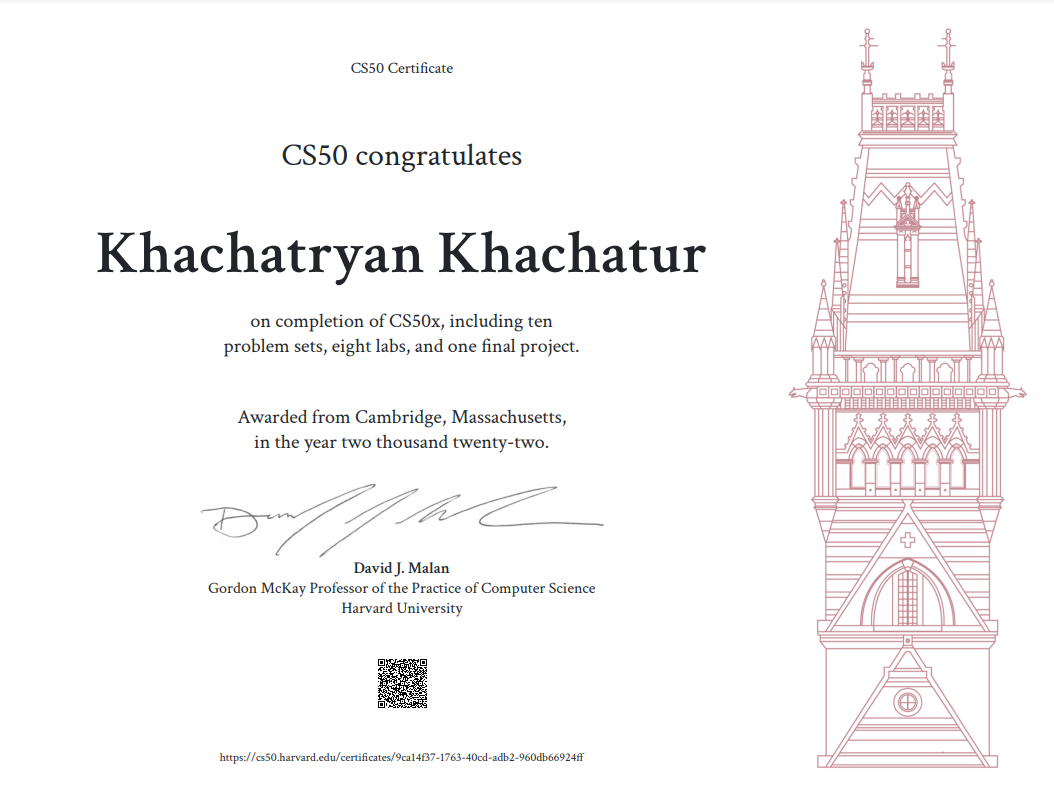 CS50 Certificate
CS50 congratulates
Khachatryan Khachatur
on completion of CS50x, including ten
problem sets, eight labs, and one final project.
Awarded from Cambridge, Massachusetts,
in the year two thousand twenty-two.
David J. Malan
Gordon McKay Professor of the Practice of Computer Science
Harvard University
https://cs50.harvard.edu/certificates/9ca14f37-1763-40cd-adb2-960db66924ff